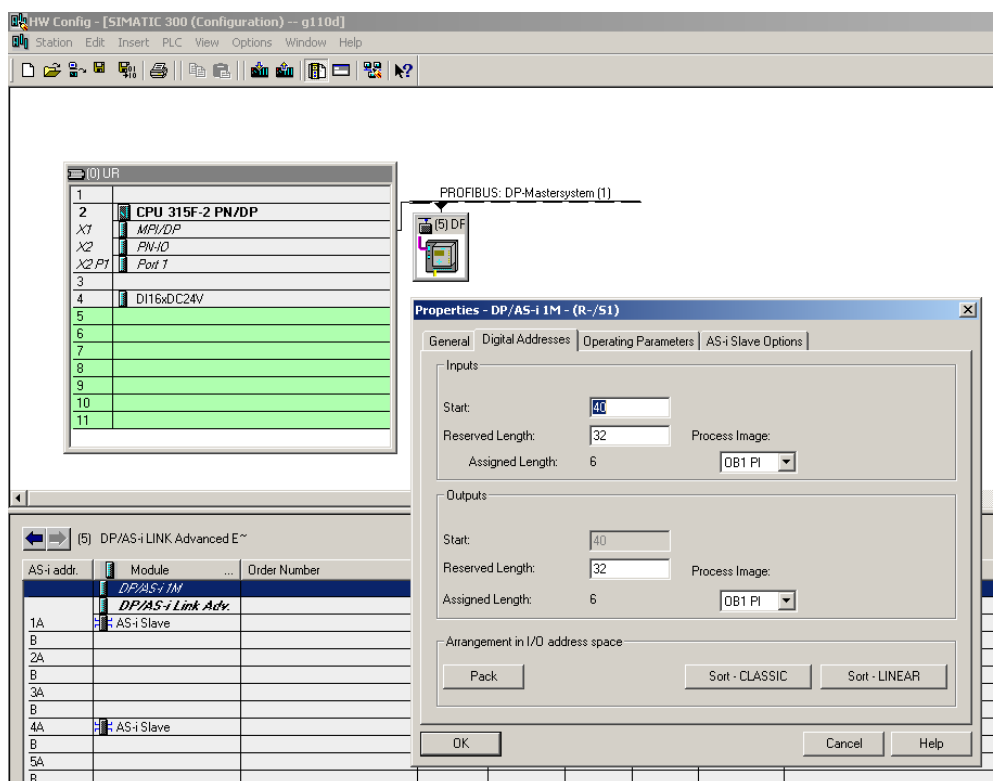 HW Config - [SIMATIC 300 (Configuration) -- g110d]
Station Edit Insert PLC View Options Window Help
(0) UR
1
2 CPU 315F-2 PN/DP
X1 MPI/DP
X2 PN-IO
X2 P1 Port 1
3
4 DI16xDC24V
5
6
7
8
9
10
11
PROFIBUS: DP-Mastersystem (1)
(5) DF
Properties - DP/AS-i 1M - (R-/S1)
General Digital Addresses Operating Parameters AS-i Slave Options
Inputs
Start: 40
Reserved Length: 32 Process Image:
Assigned Length: 6 OB1 PI
Outputs
Start: 40
Reserved Length: 32 Process Image:
Assigned Length: 6 OB1 PI
Arrangement in I/O address space
Pack Sort - CLASSIC Sort - LINEAR
OK Cancel Help
(5) DP/AS-i LINK Advanced E~
AS-i addr. Module ... Order Number
DP/AS-i 1M
DP/AS-i Link Adv.
1A AS-i Slave
B
2A
B
3A
B
4A AS-i Slave
B
5A
B